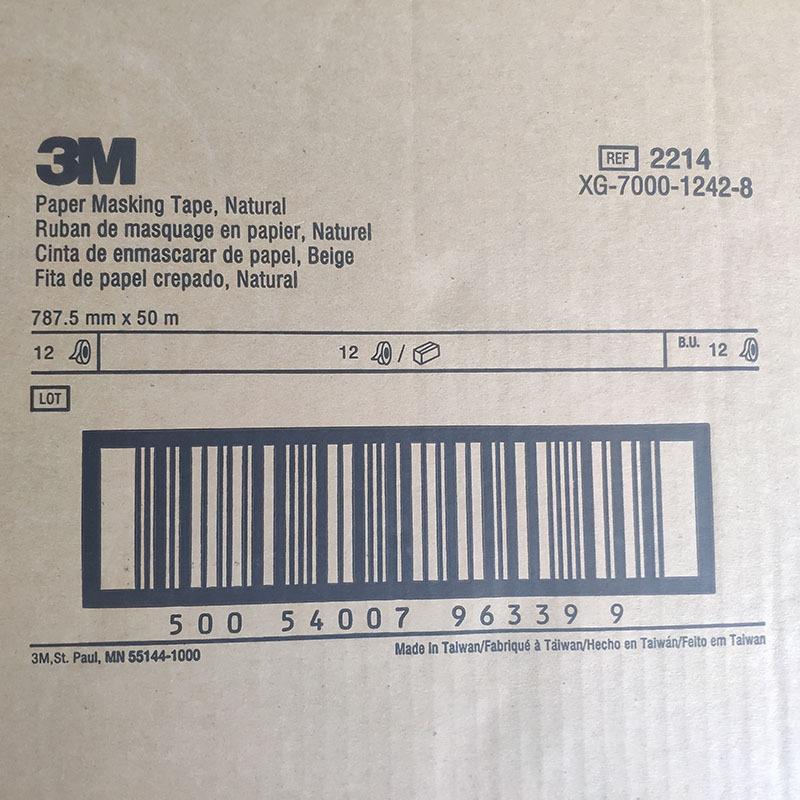 3M
REF 2214
XG-7000-1242-8
Paper Masking Tape, Natural
Ruban de masquage en papier, Naturel
Cinta de enmascarar de papel, Beige
Fita de papel crepado, Natural
787.5 mm x 50 m
12 12 / B.U. 12
LOT
500 54007 96339 9
3M,St. Paul, MN 55144-1000
Made in Taiwan/Fabriqué à Taiwan/Hecho en Taiwán/Feito em Taiwan